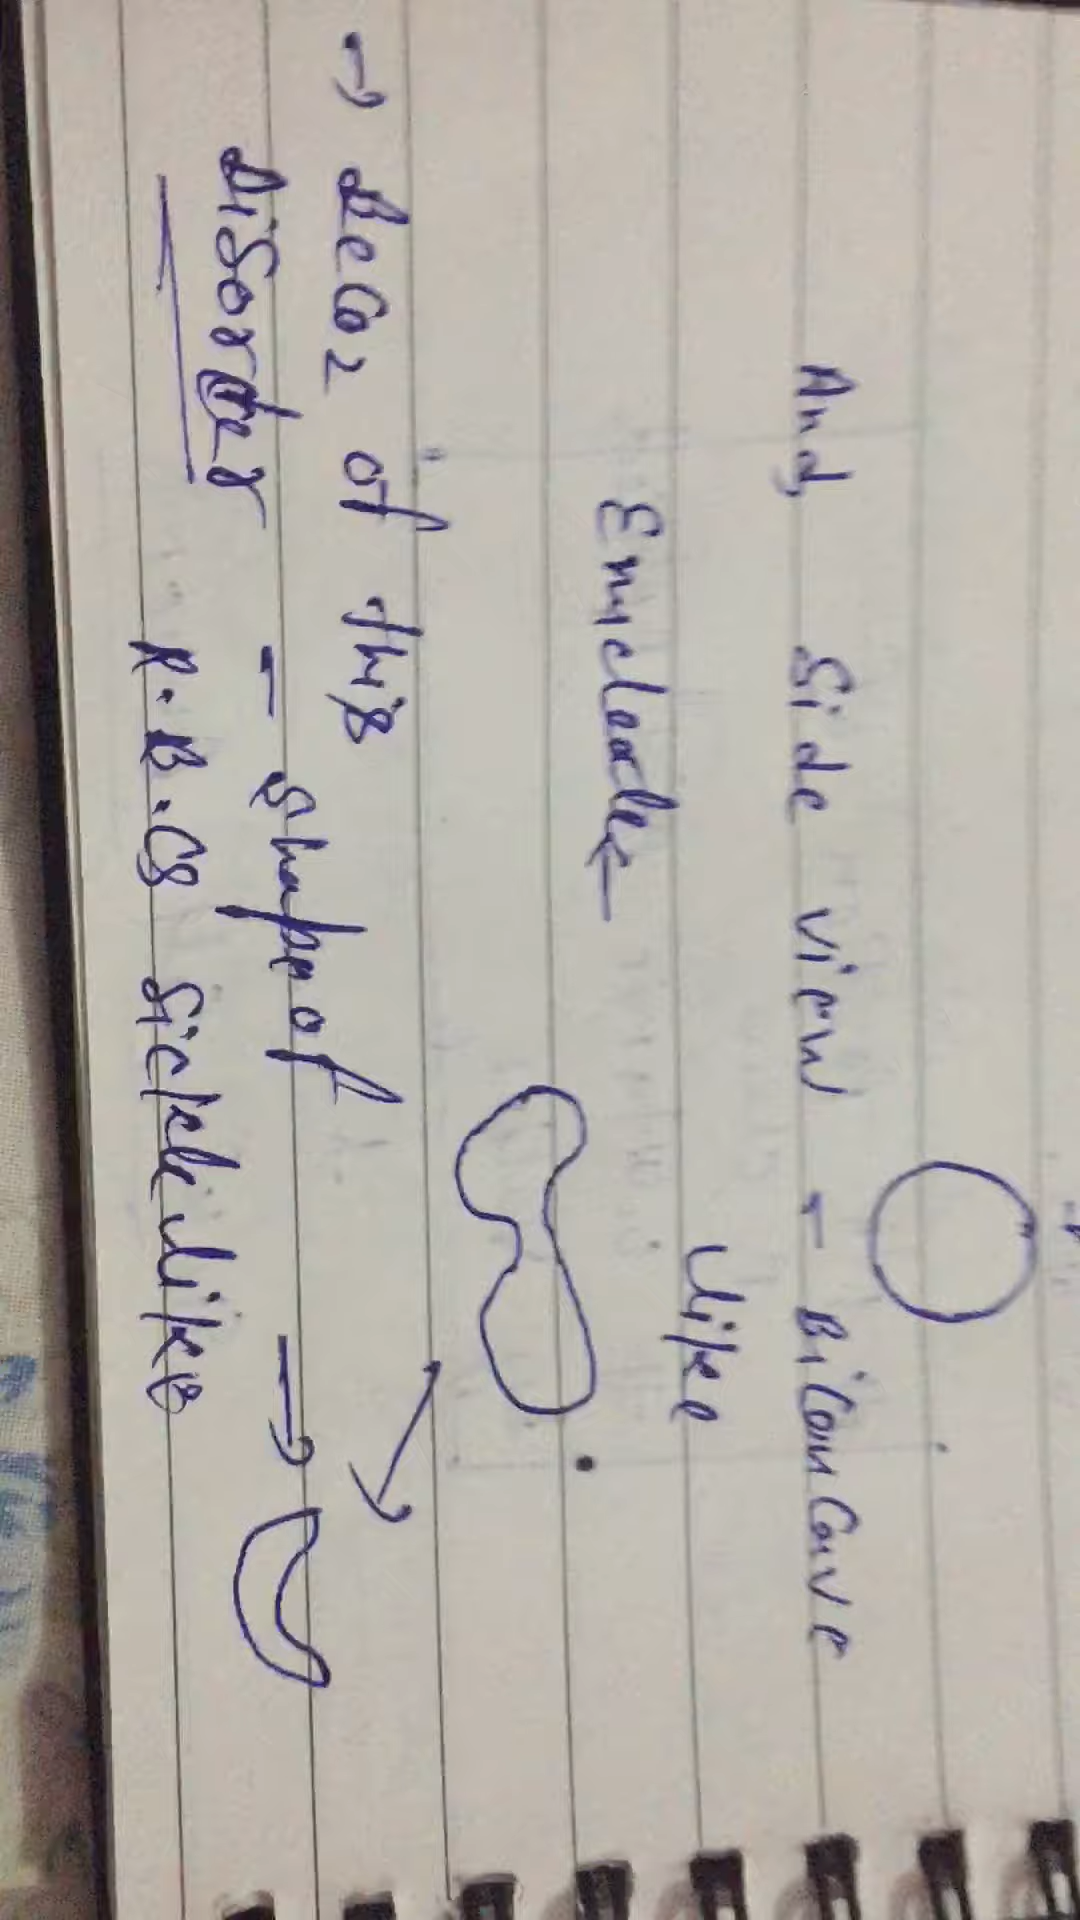 And, Side view - BiConCave
like
Enucleate ←
→ Becoz of this
Disorder - Shape of →
R.B.Cs Sickle like